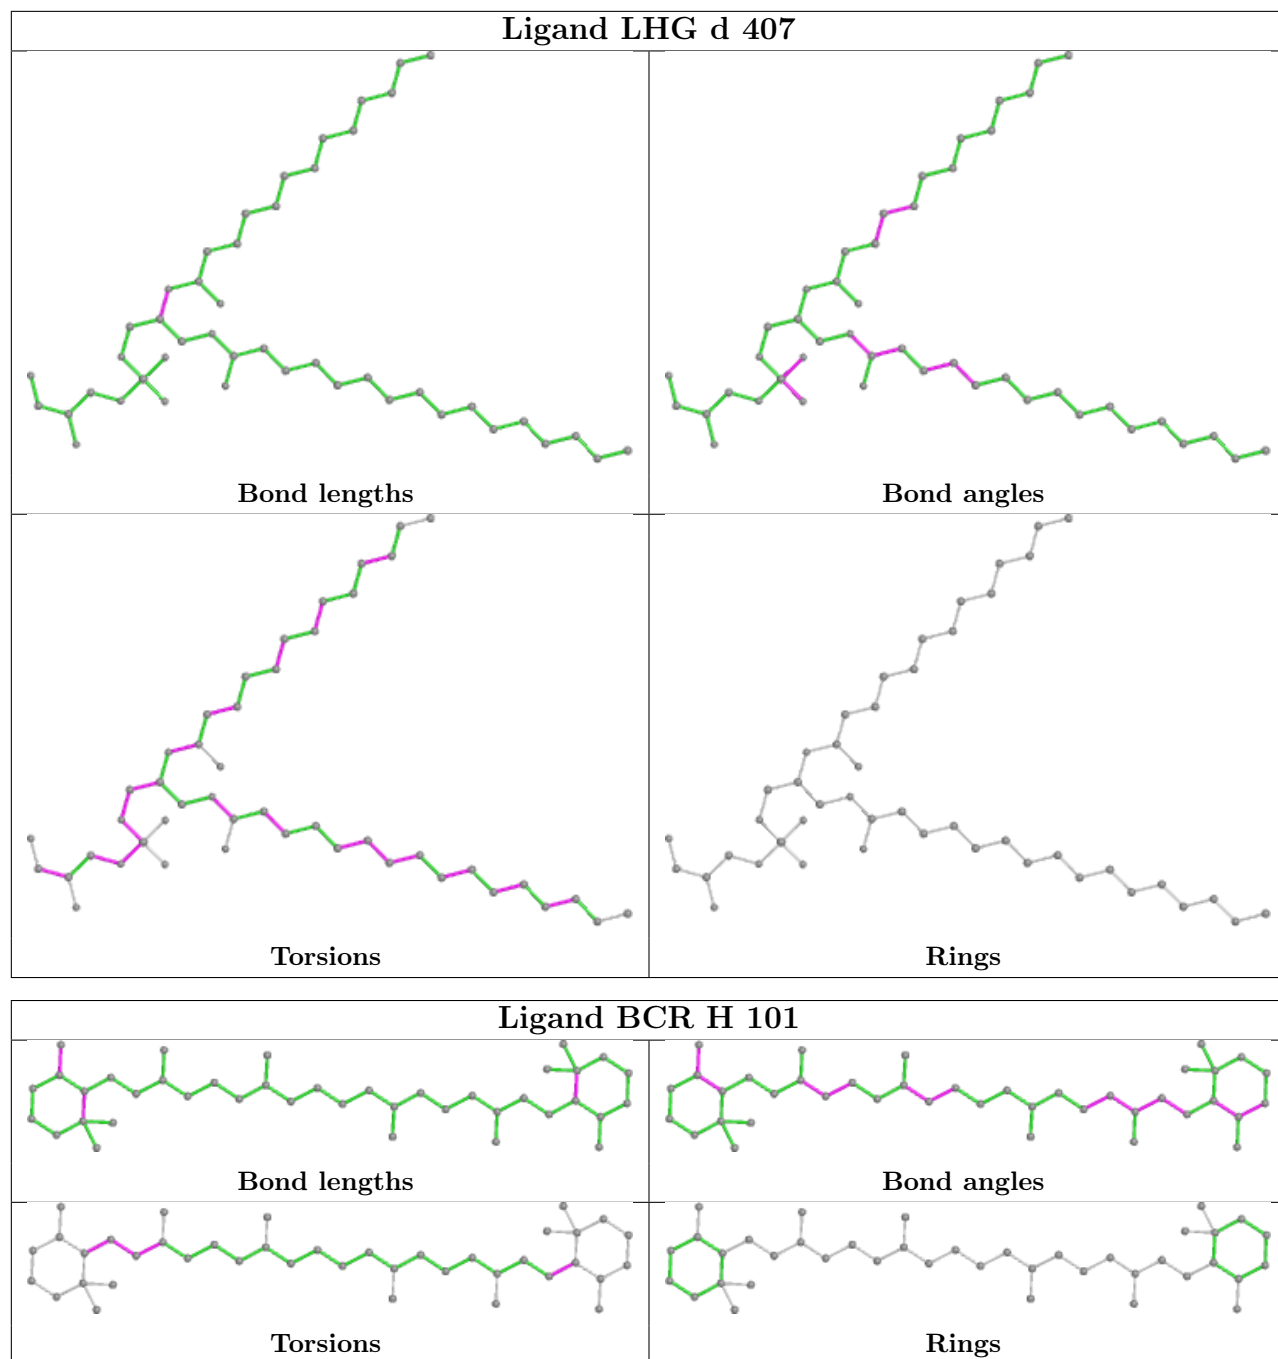 Ligand LHG d 407
Bond lengths
Bond angles
Torsions
Rings
Ligand BCR H 101
Bond lengths
Bond angles
Torsions
Rings